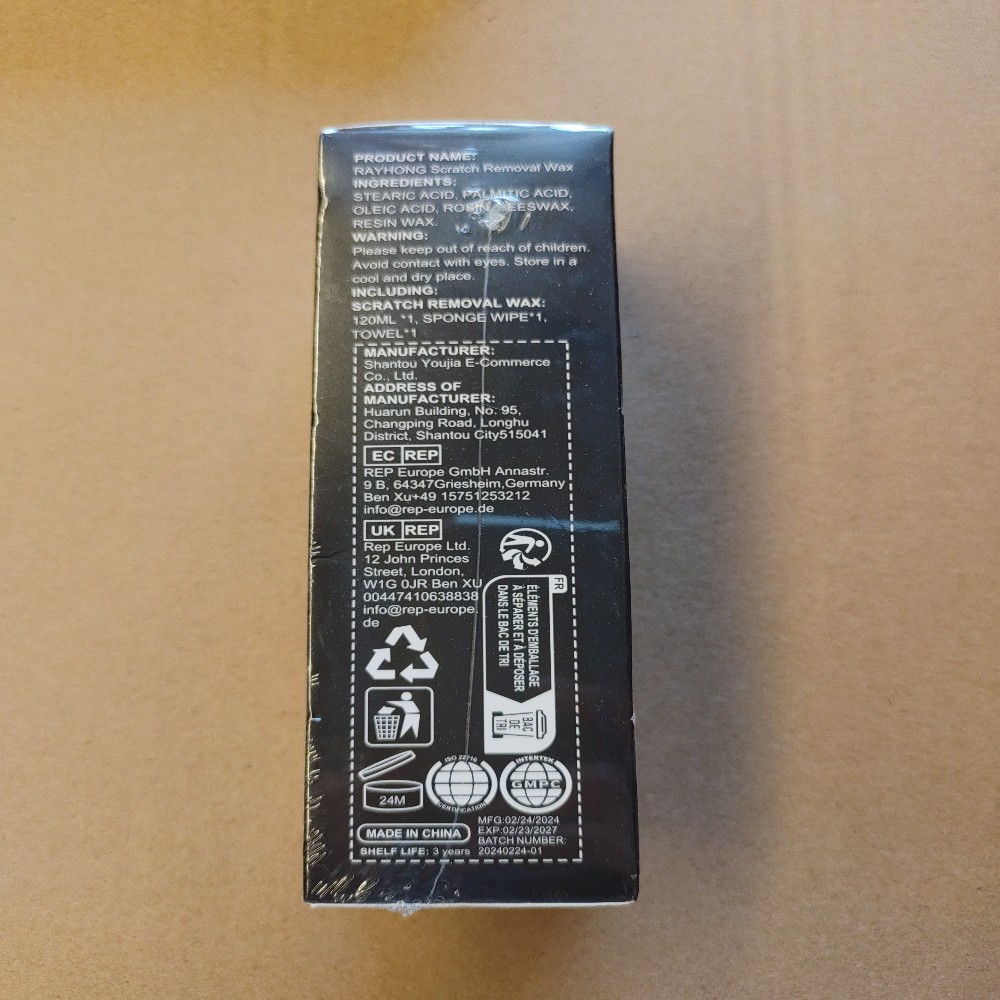 PRODUCT NAME:
RAYHONG Scratch Removal Wax
INGREDIENTS:
STEARIC ACID, PALMITIC ACID,
OLEIC ACID, ROSIN, BEESWAX,
RESIN WAX.
WARNING:
Please keep out of reach of children.
Avoid contact with eyes. Store in a
cool and dry place.
INCLUDING:
SCRATCH REMOVAL WAX:
120ML *1, SPONGE WIPE*1,
TOWEL*1
MANUFACTURER:
Shantou Youjia E-Commerce
Co., Ltd.
ADDRESS OF
MANUFACTURER:
Huarun Building, No. 95,
Changping Road, Longhu
District, Shantou City515041
EC REP
REP Europe GmbH Annastr.
9 B, 64347Griesheim,Germany
Ben Xu+49 15751253212
info@rep-europe.de
UK REP
Rep Europe Ltd.
12 John Princes
Street, London,
W1G 0JR Ben XU
00447410638838
info@rep-europe.
de
FR
ÉLÉMENTS D'EMBALLAGE
À SÉPARER ET À DÉPOSER
DANS LE BAC DE TRI
BAC
DE
TRI
24M
ISO 22716
CERTIFICATION
INTERTEK
GMPC
MADE IN CHINA
SHELF LIFE: 3 years
MFG:02/24/2024
EXP:02/23/2027
BATCH NUMBER:
20240224-01